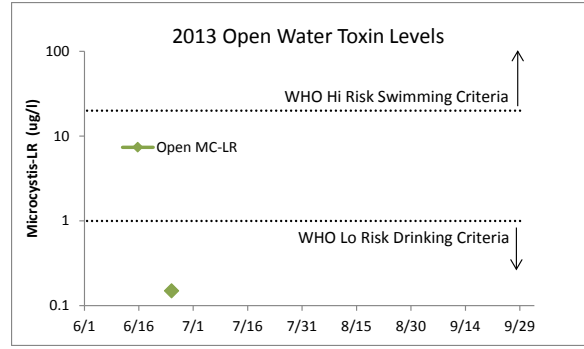 2013 Open Water Toxin Levels
100
WHO Hi Risk Swimming Criteria
10
Open MC-LR
Microcystis-LR (ug/l)
1
WHO Lo Risk Drinking Criteria
0.1
6/1 6/16 7/1 7/16 7/31 8/15 8/30 9/14 9/29